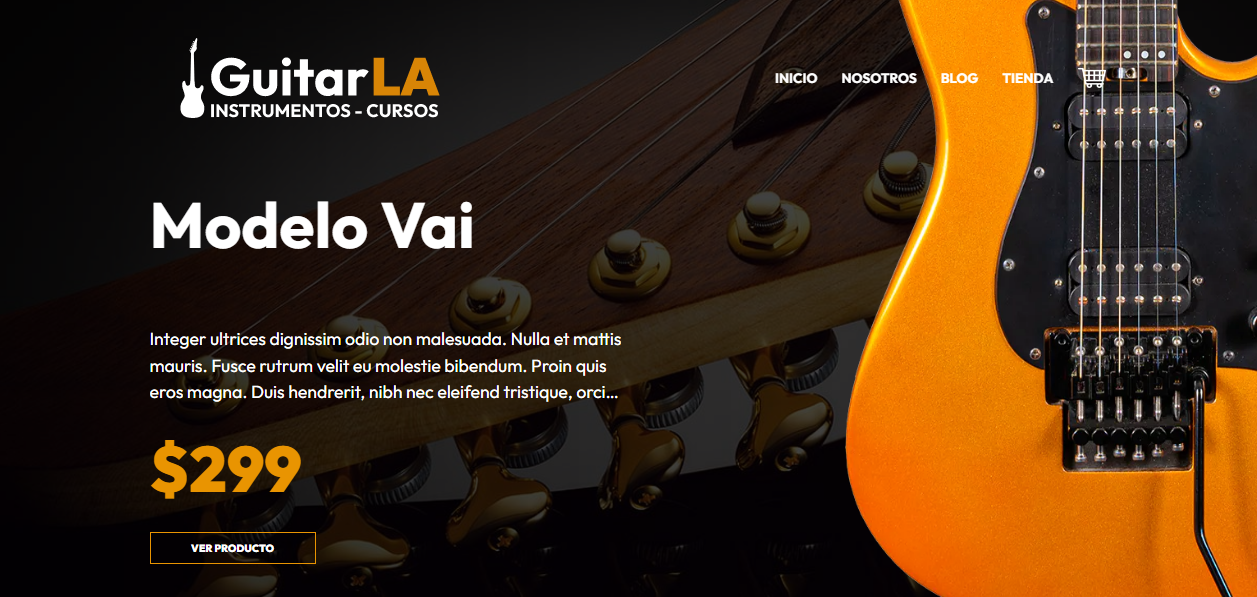 GuitarLA
INSTRUMENTOS - CURSOS
INICIO NOSOTROS BLOG TIENDA
Modelo Vai
Integer ultrices dignissim odio non malesuada. Nulla et mattis
mauris. Fusce rutrum velit eu molestie bibendum. Proin quis
eros magna. Duis hendrerit, nibh nec eleifend tristique, orci...
$299
VER PRODUCTO